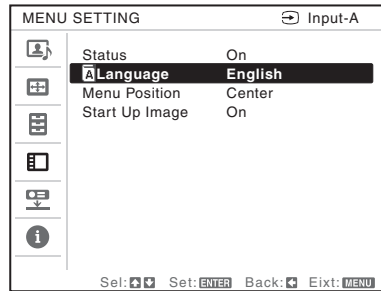 MENU SETTING Input-A
Status On
A Language English
Menu Position Center
Start Up Image On
Sel: Set: ENTER Back: Eixt: MENU